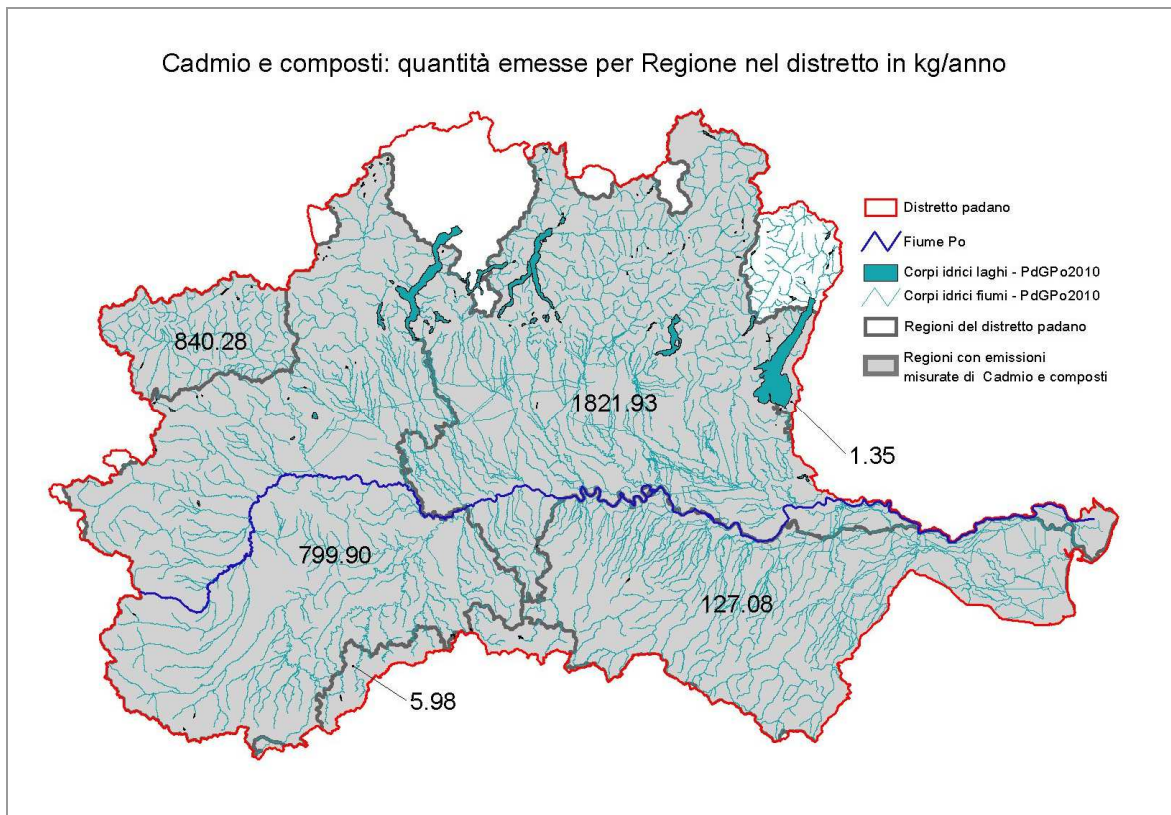 Cadmio e composti: quantità emesse per Regione nel distretto in kg/anno
Distretto padano
Fiume Po
Corpi idrici laghi - PdGPo2010
Corpi idrici fiumi - PdGPo2010
Regioni del distretto padano
Regioni con emissioni
misurate di Cadmio e composti
840.28
1821.93
1.35
799.90
127.08
5.98